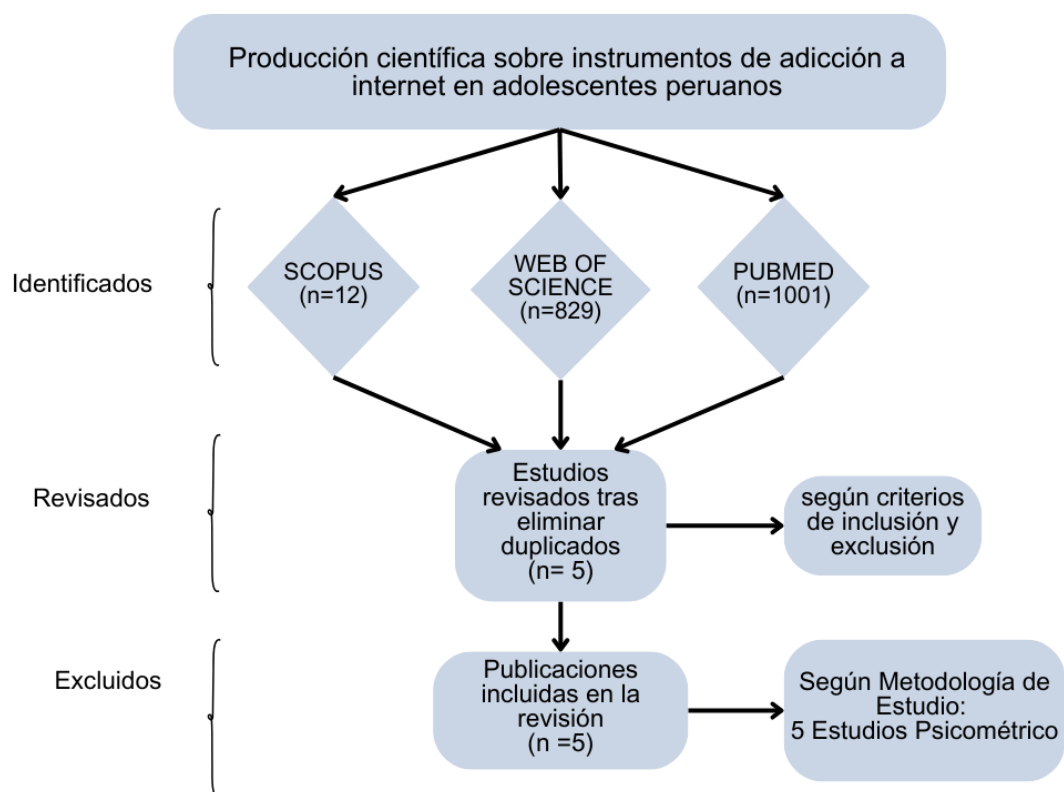 Producción científica sobre instrumentos de adicción a
internet en adolescentes peruanos
Identificados
SCOPUS
(n=12)
WEB OF
SCIENCE
(n=829)
PUBMED
(n=1001)
Revisados
Estudios
revisados tras
eliminar
duplicados
(n= 5)
según criterios
de inclusión y
exclusión
Excluidos
Publicaciones
incluidas en la
revisión
(n =5)
Según Metodología de
Estudio:
5 Estudios Psicométrico